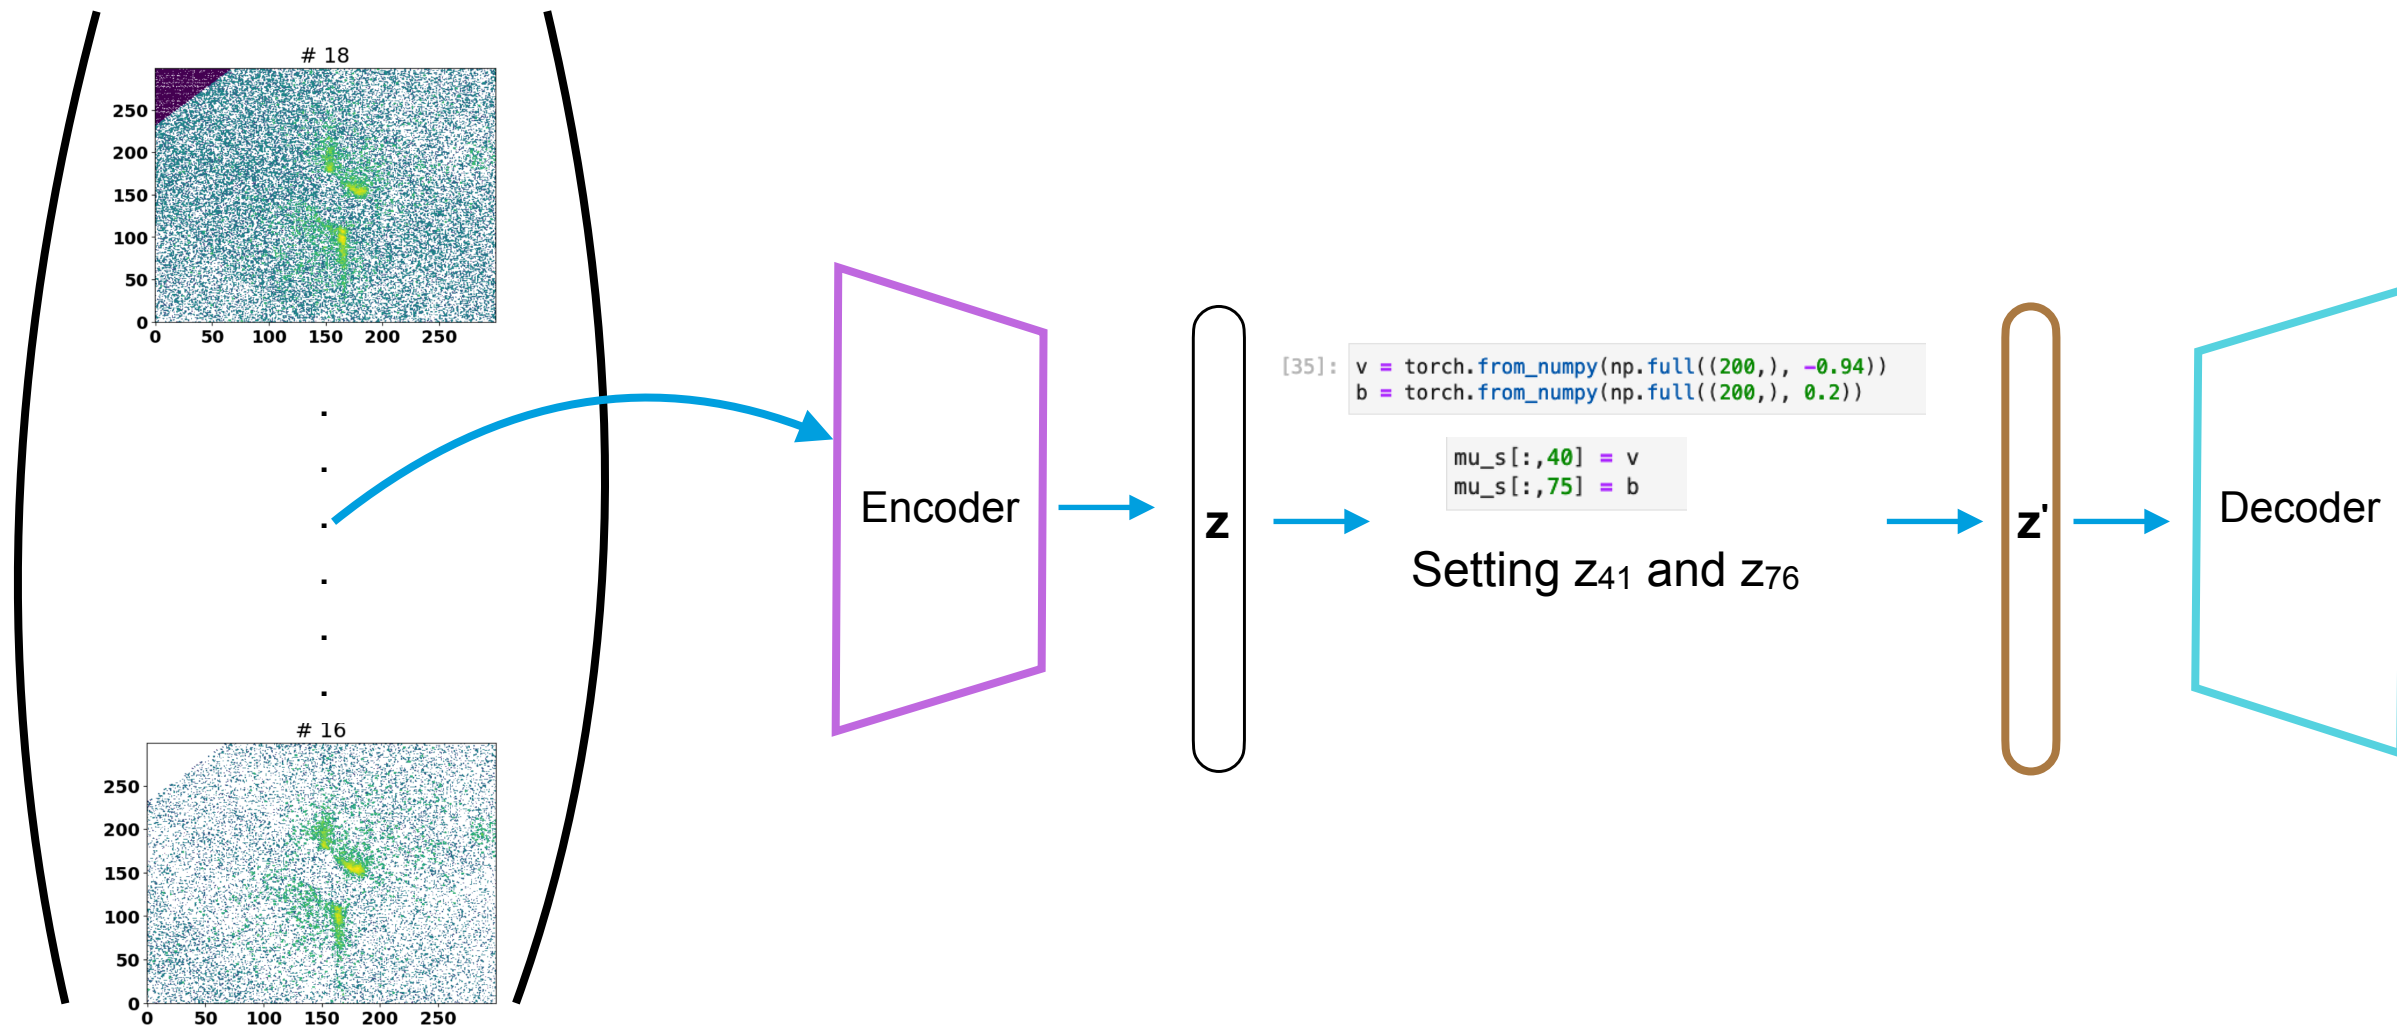 # 18
250
200
150
100
50
0
0 50 100 150 200 250
# 16
250
200
150
100
50
0
0 50 100 150 200 250
Encoder
z
[35]: v = torch.from_numpy(np.full((200,), -0.94))
b = torch.from_numpy(np.full((200,), 0.2))
mu_s[:,40] = v
mu_s[:,75] = b
Setting z41 and z76
z'
Decoder